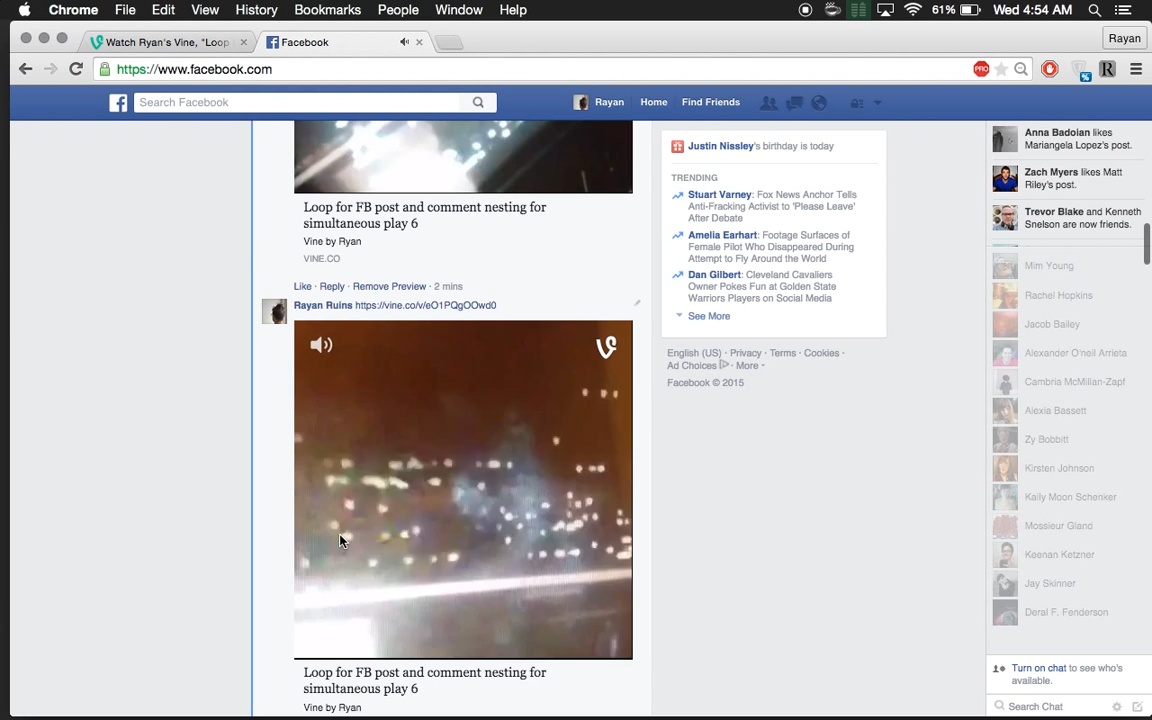 Chrome File Edit View History Bookmarks People Window Help 61% Wed 4:54 AM
Watch Ryan's Vine, "Loop Facebook Rayan
https://www.facebook.com PRO % R
Search Facebook Rayan Home Find Friends
Loop for FB post and comment nesting for
simultaneous play 6
Vine by Ryan
VINE.CO
Like · Reply · Remove Preview · 2 mins
Rayan Ruins https://vine.co/v/eO1PQgOOwd0
Loop for FB post and comment nesting for
simultaneous play 6
Vine by Ryan
Justin Nissley's birthday is today
TRENDING
Stuart Varney: Fox News Anchor Tells
Anti-Fracking Activist to 'Please Leave'
After Debate
Amelia Earhart: Footage Surfaces of
Female Pilot Who Disappeared During
Attempt to Fly Around the World
Dan Gilbert: Cleveland Cavaliers
Owner Pokes Fun at Golden State
Warriors Players on Social Media
See More
English (US) · Privacy · Terms · Cookies ·
Ad Choices · More
Facebook © 2015
Anna Badoian likes
Mariangela Lopez's post.
Zach Myers likes Matt
Riley's post.
Trevor Blake and Kenneth
Snelson are now friends.
Mim Young
Rachel Hopkins
Jacob Bailey
Alexander O'neil Arrieta
Cambria McMillan-Zapf
Alexia Bassett
Zy Bobbitt
Kirsten Johnson
Kaily Moon Schenker
Mossieur Gland
Keenan Ketzner
Jay Skinner
Deral F. Fenderson
Turn on chat to see who's
available.
Search Chat